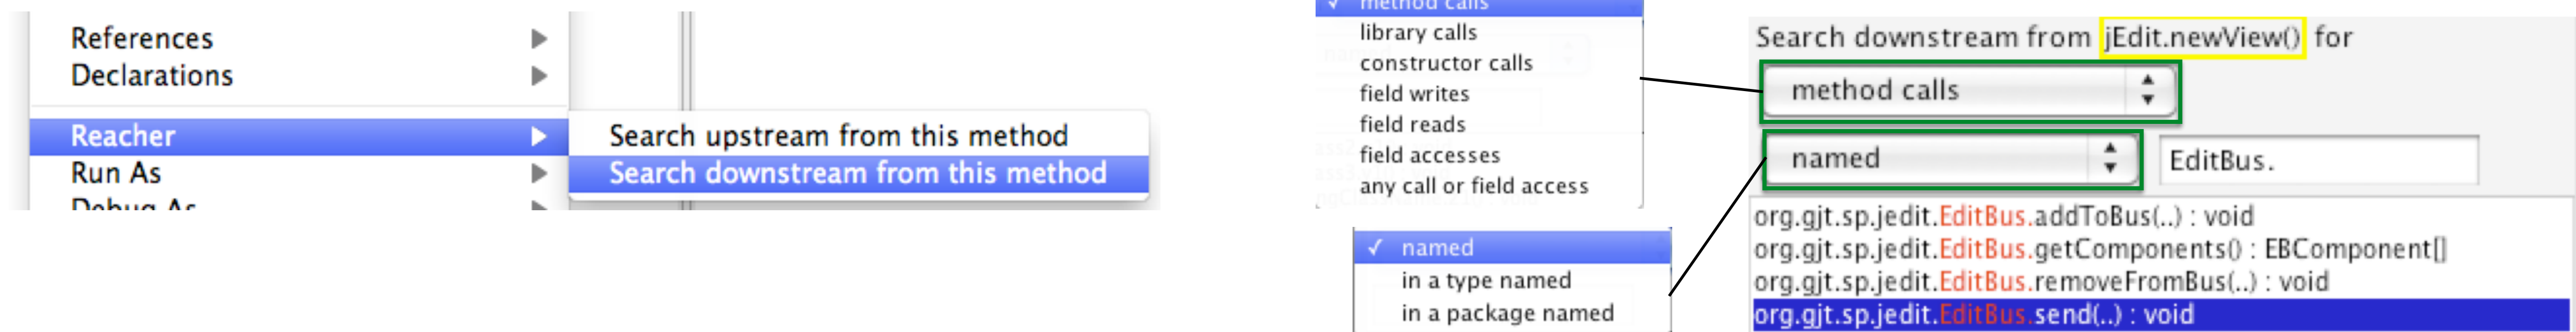 References
Declarations
Reacher
Run As
Debug As
Search upstream from this method
Search downstream from this method
✓ method calls
library calls
constructor calls
field writes
field reads
field accesses
any call or field access
✓ named
in a type named
in a package named
Search downstream from jEdit.newView() for
method calls
named
EditBus.
org.gjt.sp.jedit.EditBus.addToBus(..) : void
org.gjt.sp.jedit.EditBus.getComponents() : EBComponent[]
org.gjt.sp.jedit.EditBus.removeFromBus(..) : void
org.gjt.sp.jedit.EditBus.send(..) : void